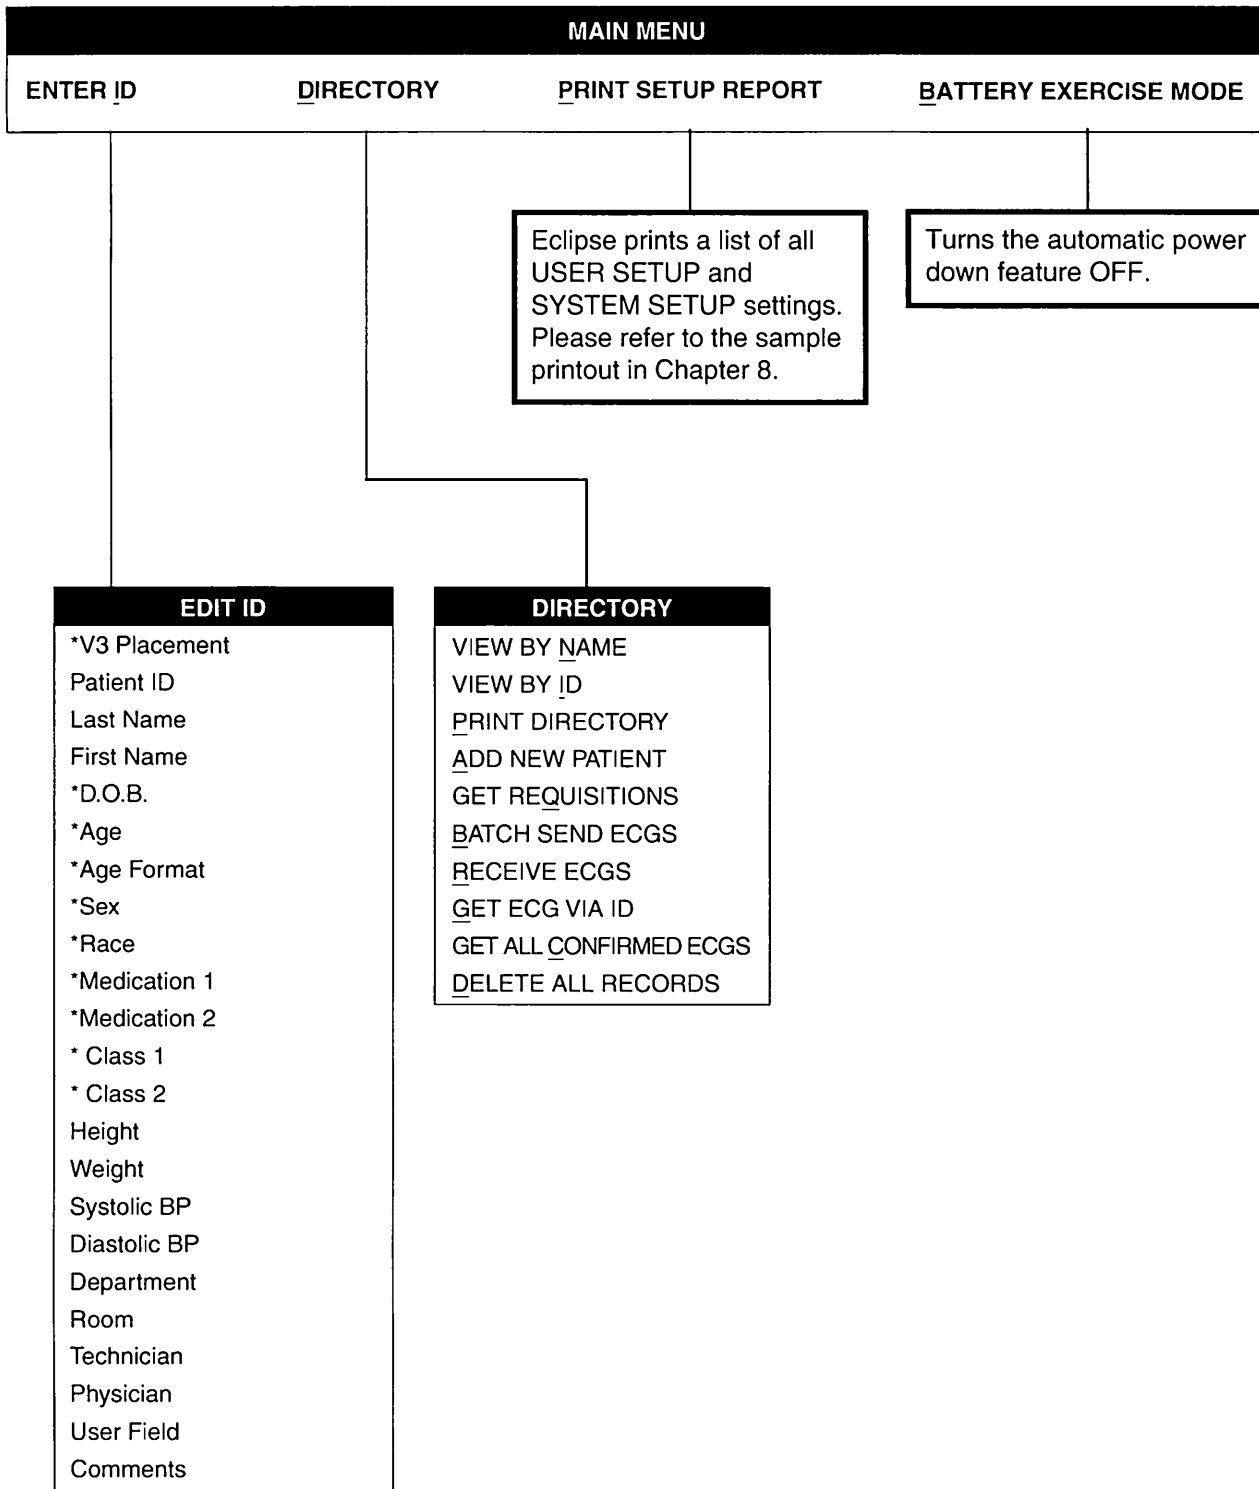 MAIN MENU
ENTER ID DIRECTORY PRINT SETUP REPORT BATTERY EXERCISE MODE
Eclipse prints a list of all
USER SETUP and
SYSTEM SETUP settings.
Please refer to the sample
printout in Chapter 8.
Turns the automatic power
down feature OFF.
EDIT ID
*V3 Placement
Patient ID
Last Name
First Name
*D.O.B.
*Age
*Age Format
*Sex
*Race
*Medication 1
*Medication 2
* Class 1
* Class 2
Height
Weight
Systolic BP
Diastolic BP
Department
Room
Technician
Physician
User Field
Comments
DIRECTORY
VIEW BY NAME
VIEW BY ID
PRINT DIRECTORY
ADD NEW PATIENT
GET REQUISITIONS
BATCH SEND ECGS
RECEIVE ECGS
GET ECG VIA ID
GET ALL CONFIRMED ECGS
DELETE ALL RECORDS